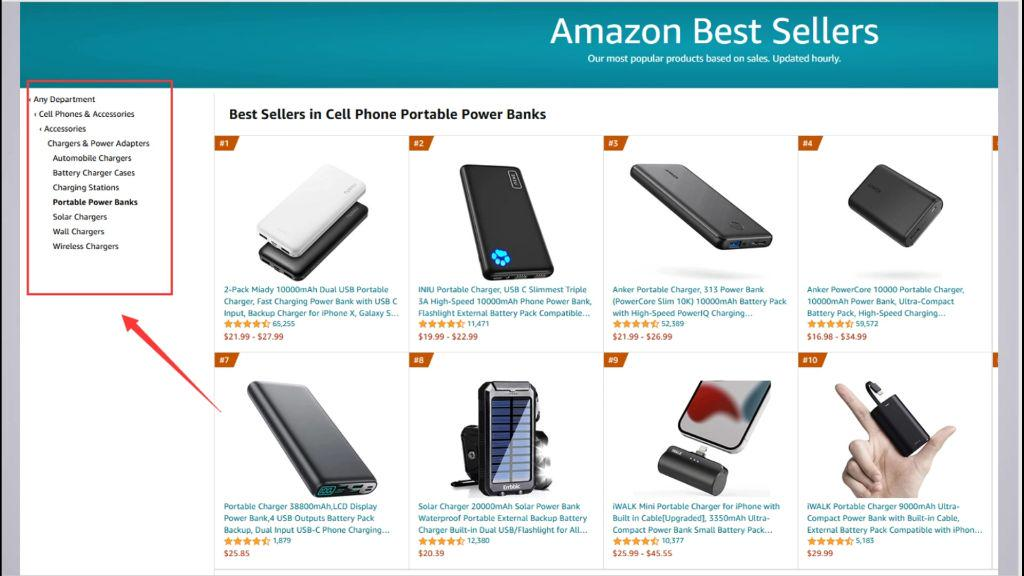 Amazon Best Sellers
Our most popular products based on sales. Updated hourly.
‹ Any Department
‹ Cell Phones & Accessories
‹ Accessories
Chargers & Power Adapters
Automobile Chargers
Battery Charger Cases
Charging Stations
Portable Power Banks
Solar Chargers
Wall Chargers
Wireless Chargers
Best Sellers in Cell Phone Portable Power Banks
#1
2-Pack Miady 10000mAh Dual USB Portable
Charger, Fast Charging Power Bank with USB C
Input, Backup Charger for iPhone X, Galaxy S...
65,255
$21.99 - $27.99
#2
INIU
INIU Portable Charger, USB C Slimmest Triple
3A High-Speed 10000mAh Phone Power Bank,
Flashlight External Battery Pack Compatible...
11,471
$19.99 - $22.99
#3
Anker Portable Charger, 313 Power Bank
(PowerCore Slim 10K) 10000mAh Battery Pack
with High-Speed PowerIQ Charging...
52,389
$21.99 - $26.99
#4
ANKER
Anker PowerCore 10000 Portable Charger,
10000mAh Power Bank, Ultra-Compact
Battery Pack, High-Speed Charging...
59,572
$16.98 - $34.99
#7
Portable Charger 38800mAh,LCD Display
Power Bank,4 USB Outputs Battery Pack
Backup, Dual Input USB-C Phone Charging...
1,879
$25.85
#8
Errbbic
Solar Charger 20000mAh Solar Power Bank
Waterproof Portable External Backup Battery
Charger Built-in Dual USB/Flashlight for All...
12,380
$20.39
#9
iWALK
iWALK Mini Portable Charger for iPhone with
Built in Cable[Upgraded], 3350mAh Ultra-
Compact Power Bank Small Battery Pack...
10,377
$25.99 - $45.55
#10
iWALK Portable Charger 9000mAh Ultra-
Compact Power Bank with Built-in Cable,
External Battery Pack Compatible with iPhon...
5,183
$29.99